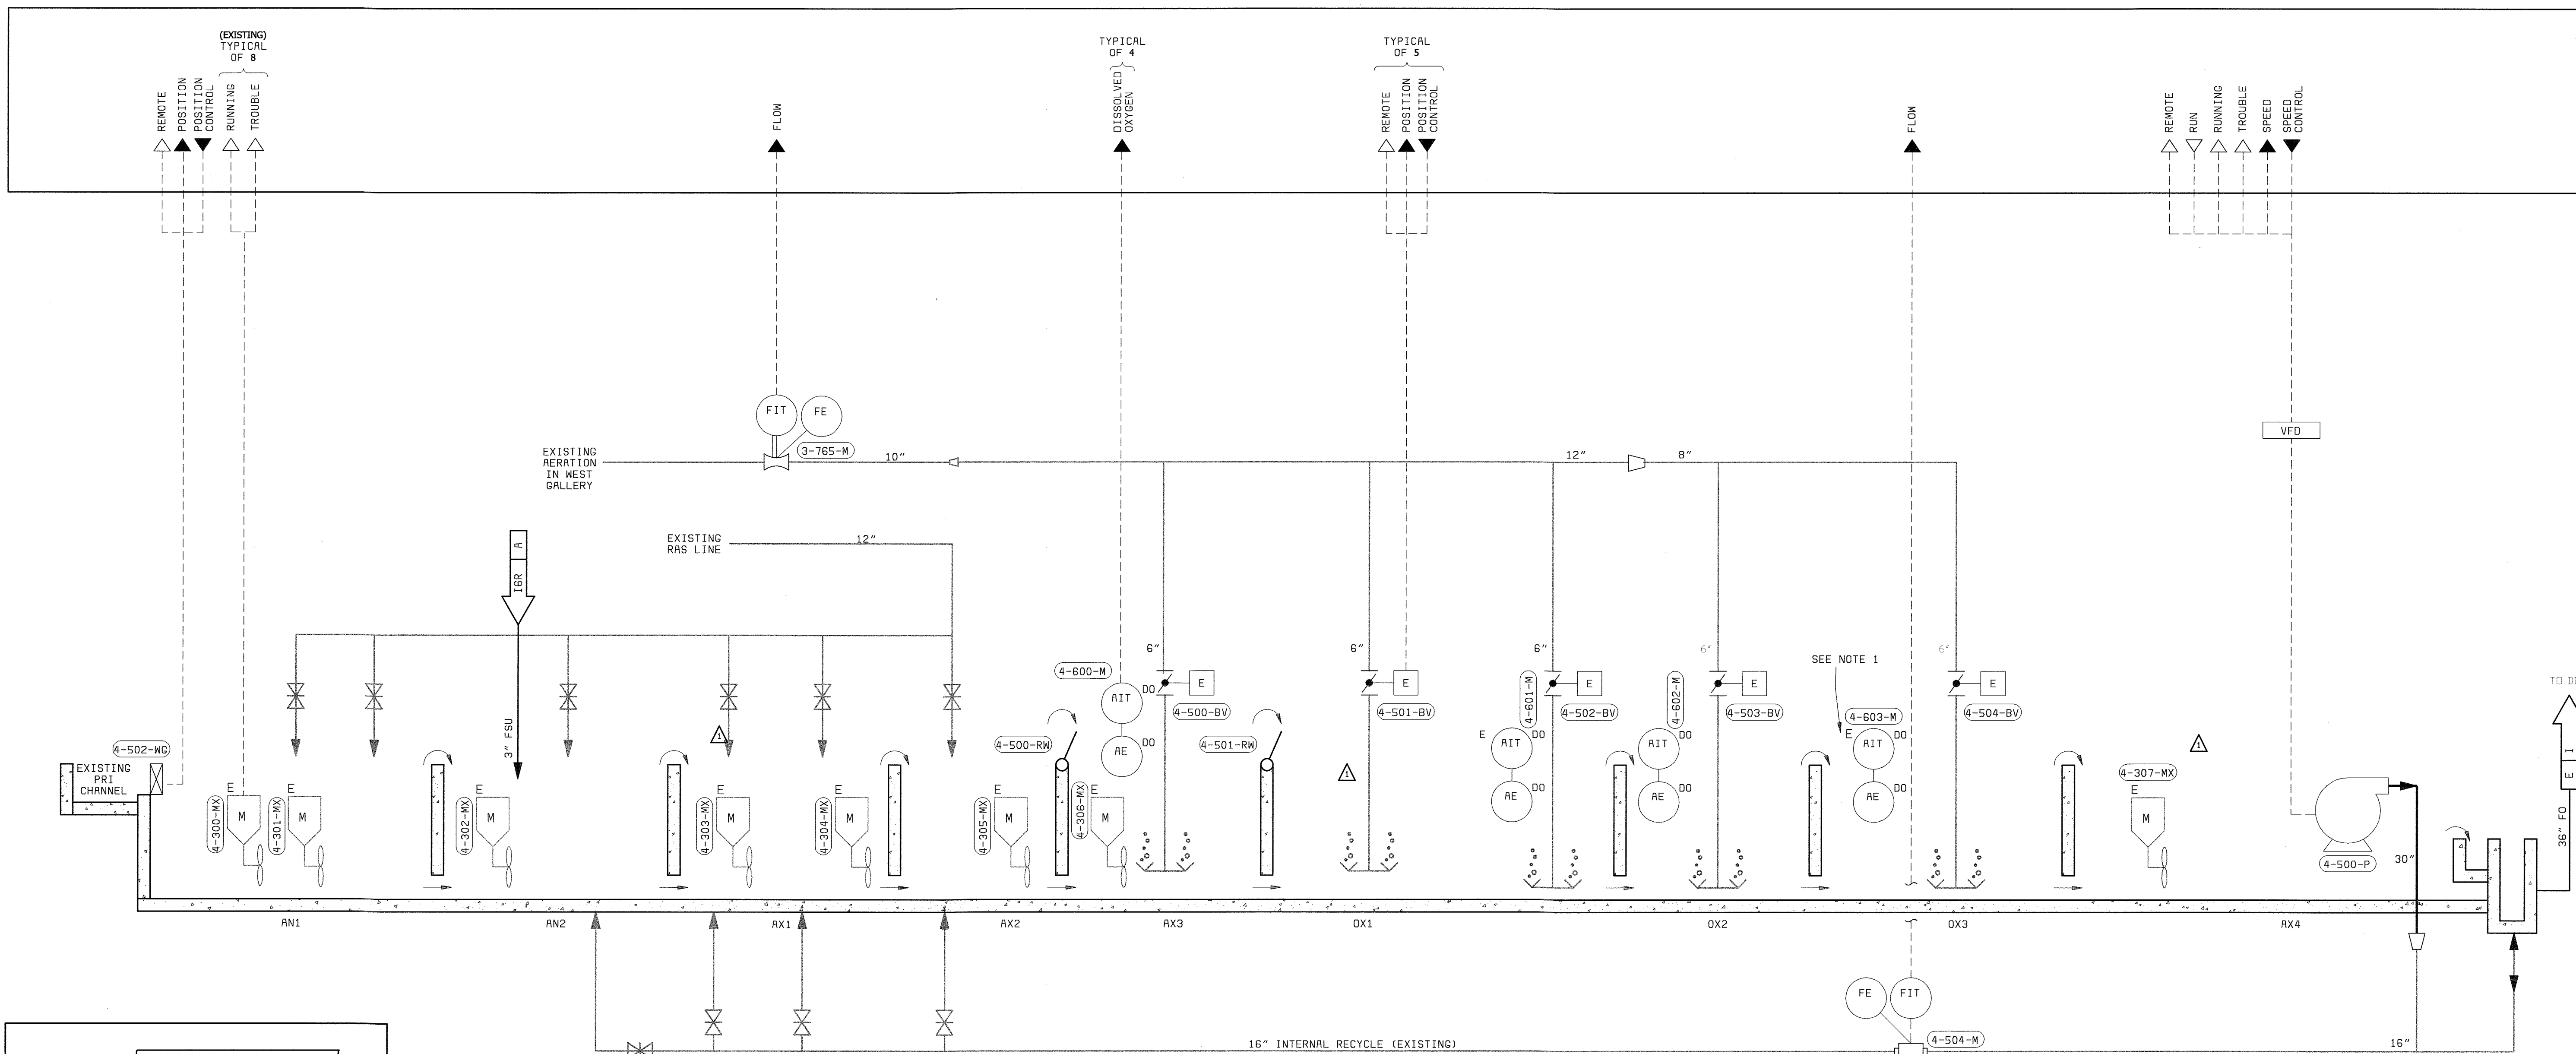 (EXISTING)
TYPICAL
OF 8
REMOTE
POSITION
POSITION
CONTROL
RUNNING
TROUBLE
FLOW
TYPICAL
OF 4
DISSOLVED
OXYGEN
TYPICAL
OF 5
REMOTE
POSITION
POSITION
CONTROL
FLOW
REMOTE
RUN
RUNNING
TROUBLE
SPEED
SPEED
CONTROL
FIT
FE
3-765-M
EXISTING
AERATION
IN WEST
GALLERY
10"
12"
8"
VFD
EXISTING
RAS LINE
12"
A
I6R
3" FSU
6"
6"
6"
6"
6"
SEE NOTE 1
4-600-M
AIT
DO
AE
DO
E
4-500-BV
E
4-501-BV
4-601-M
E
4-502-BV
E
AIT
DO
AE
DO
4-602-M
E
4-503-BV
AIT
DO
AE
DO
4-603-M
E
AIT
DO
AE
DO
E
4-504-BV
1
1
1
4-502-WG
EXISTING
PRI
CHANNEL
4-300-MX
E
M
4-301-MX
E
M
4-302-MX
E
M
4-303-MX
E
M
4-304-MX
E
M
4-305-MX
E
M
4-500-RW
4-306-MX
E
M
4-501-RW
4-307-MX
E
M
4-500-P
30"
36" FO
I
E
AN1
AN2
AX1
AX2
AX3
OX1
OX2
OX3
AX4
FE
FIT
4-504-M
16" INTERNAL RECYCLE (EXISTING)
16"